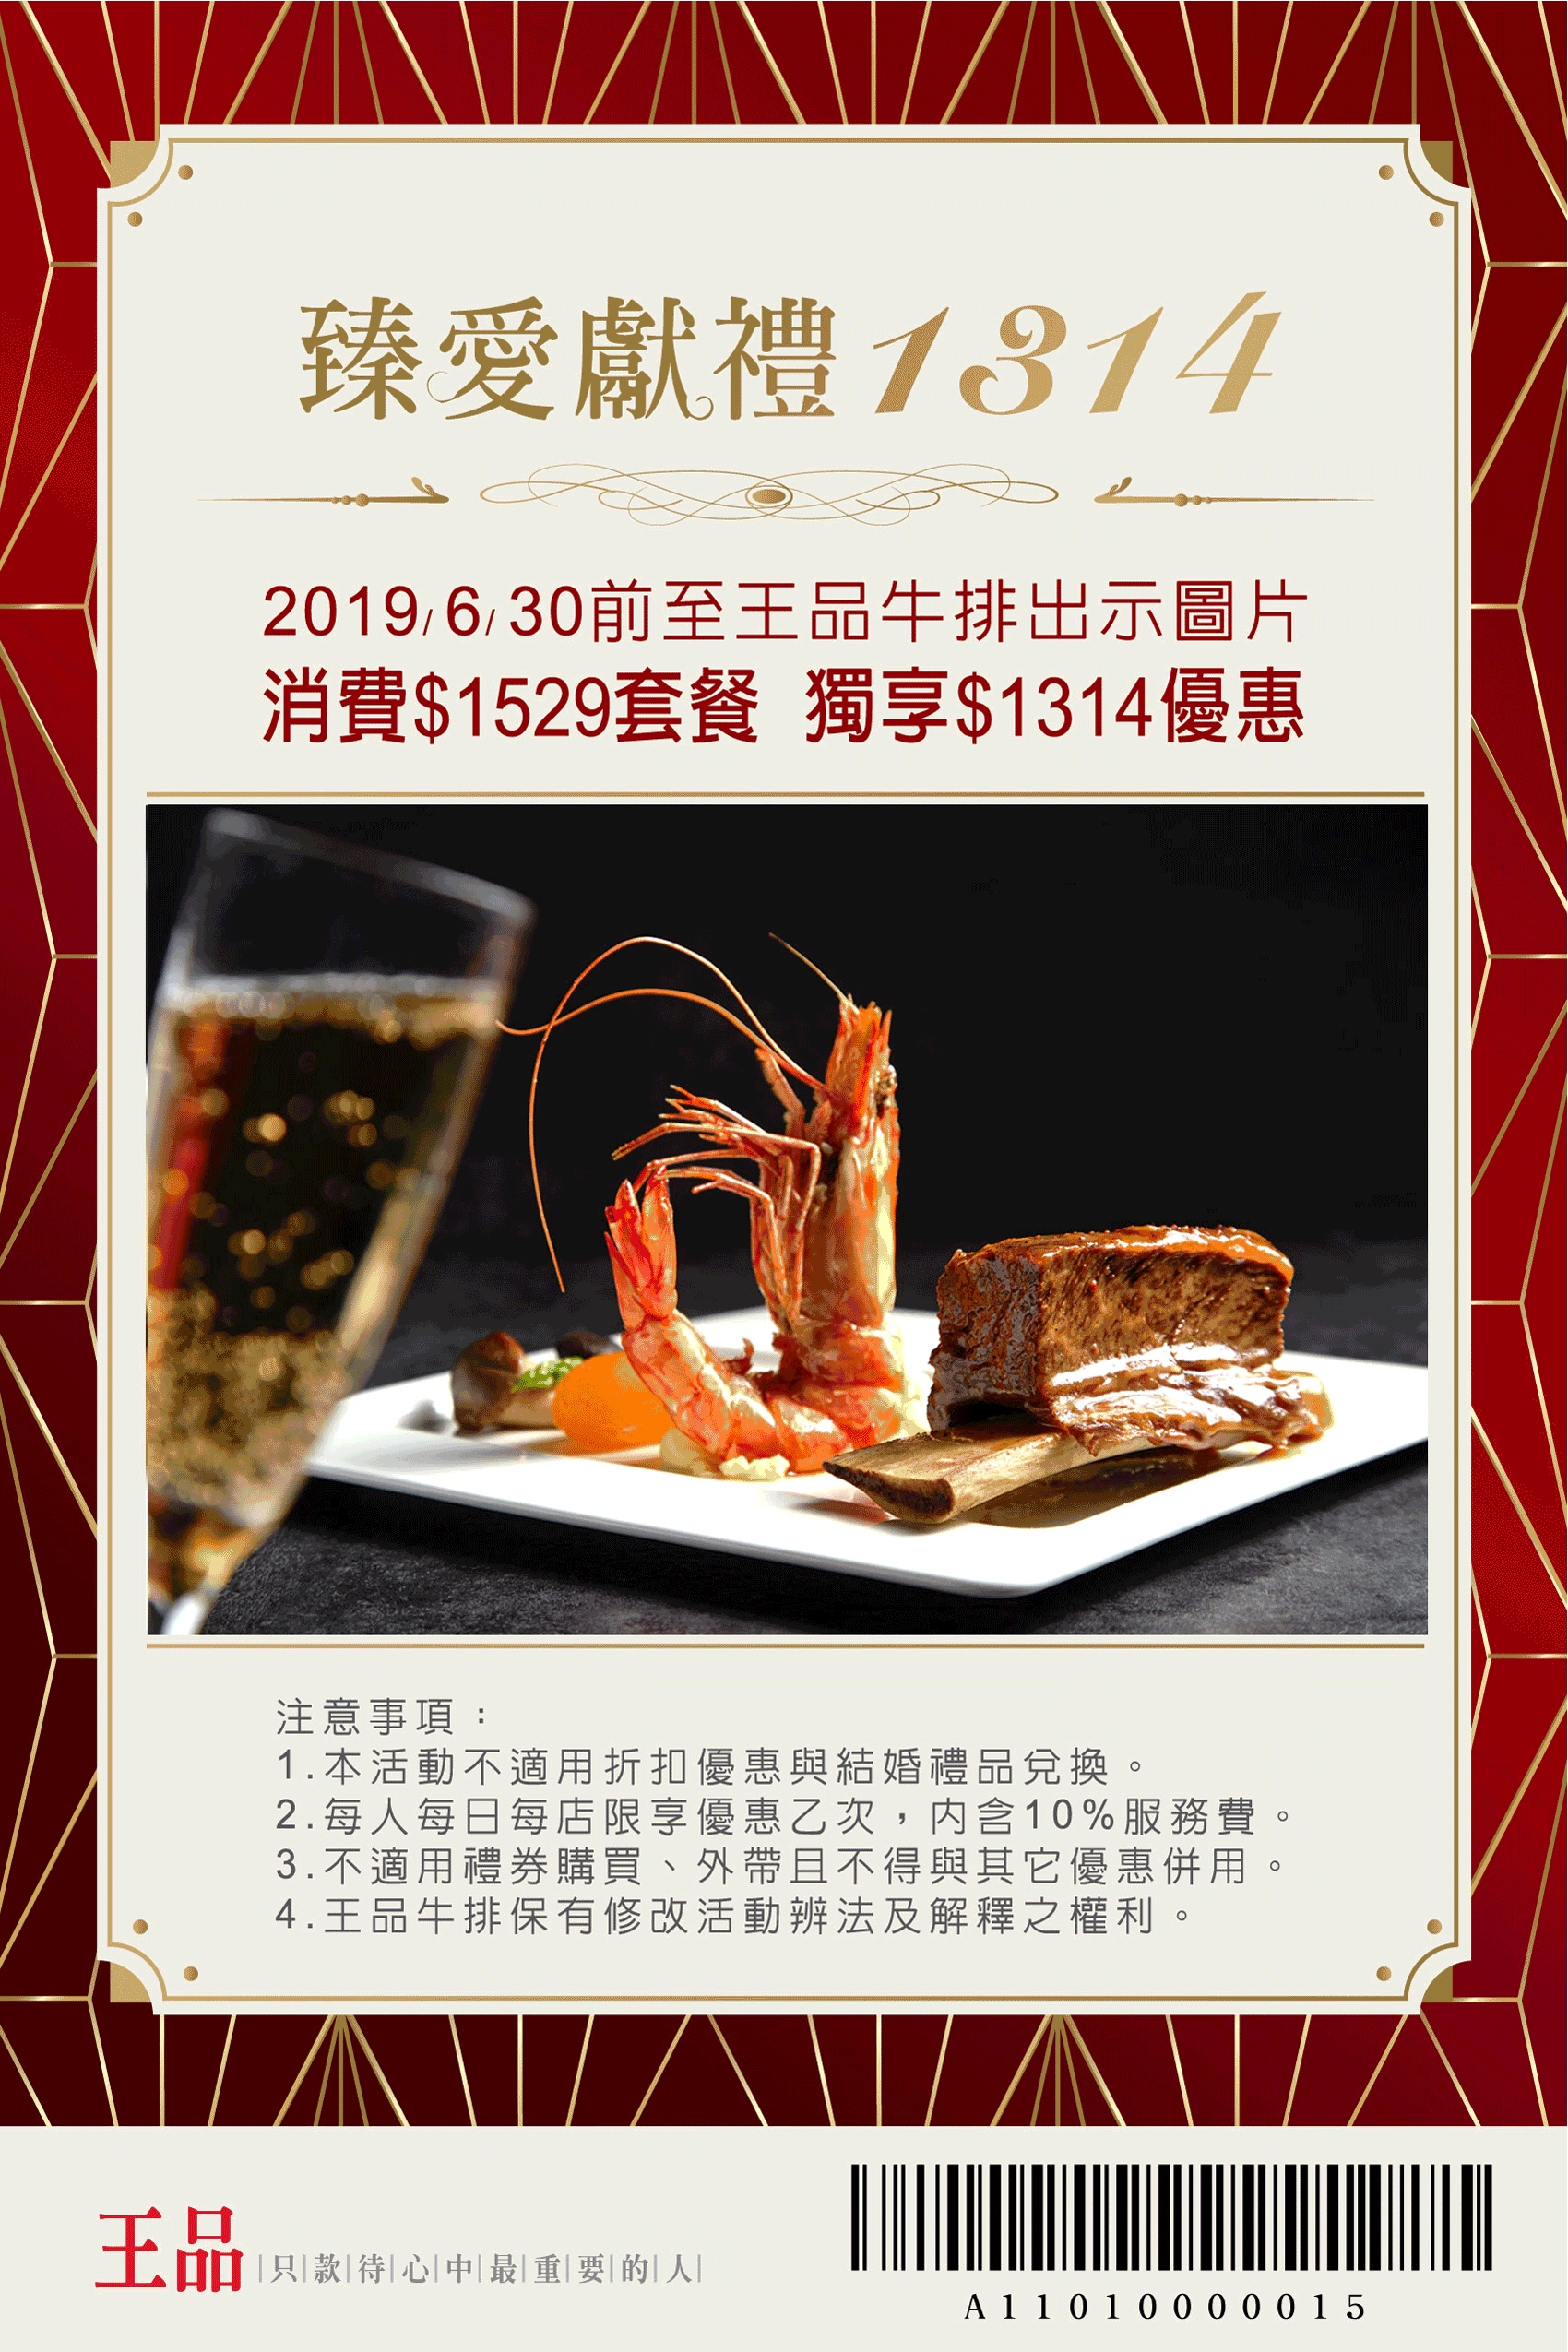 臻愛獻禮1314
2019/6/30前至王品牛排出示圖片
消費$1529套餐 獨享$1314優惠
注意事項：
1.本活動不適用折扣優惠與結婚禮品兌換。
2.每人每日每店限享優惠乙次，內含10%服務費。
3.不適用禮券購買、外帶且不得與其它優惠併用。
4.王品牛排保有修改活動辨法及解釋之權利。
王品 |只|款|待|心|中|最|重|要|的|人|
A11010000015